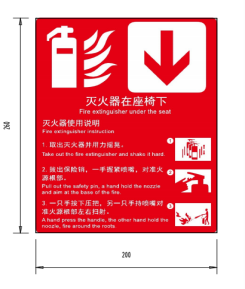 灭火器在座椅下
Fire extinguisher under the seat
灭火器使用说明
Fire extinguisher instruction
1. 取出灭火器并用力摇晃。
Take out the fire extinguisher and shake it hard.
2. 拔出保险销，一手握紧喷嘴，对准火
源根部。
Pull out the safety pin, a hand hold the nozzle
and aim at the base of the fire.
3. 一只手按下压把，另一只手持喷嘴对
准火源根部左右扫射。
A hand press the handle, the other hand hold the
nozzle, fire around the roots
1
2
3
200